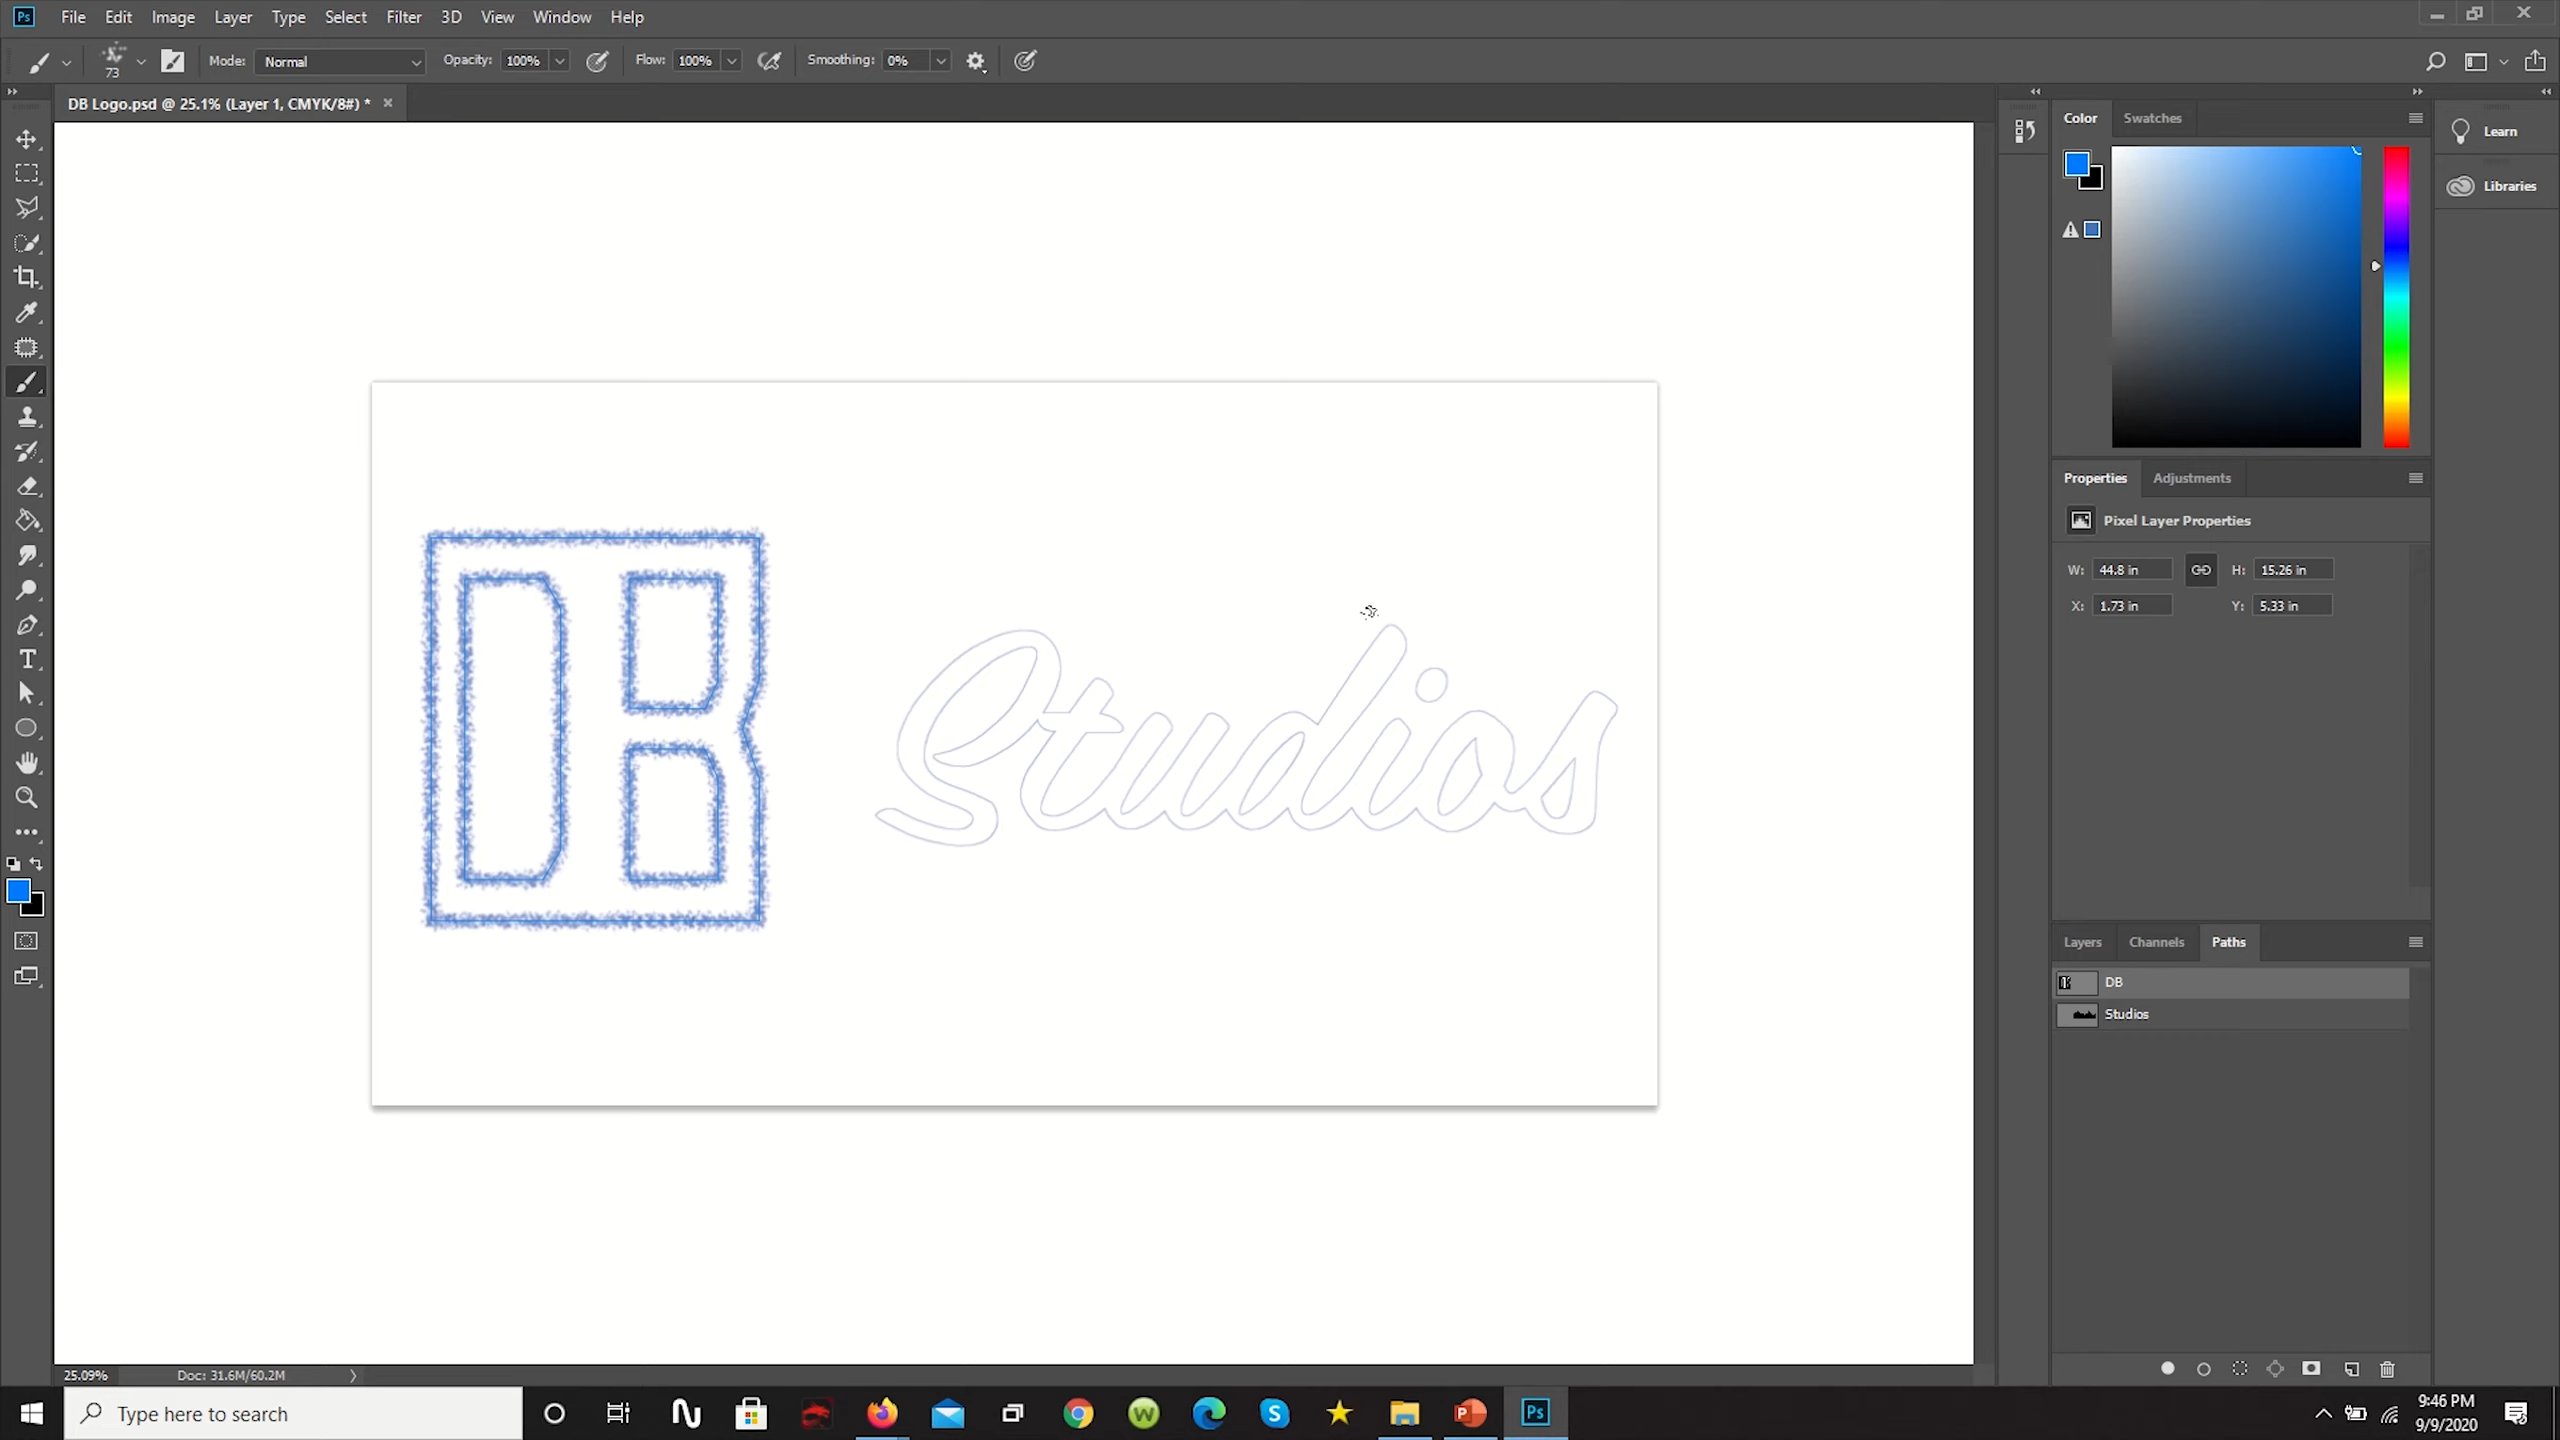 Ps File Edit Image Layer Type Select Filter 3D View Window Help
73 Mode: Normal Opacity: 100% Flow: 100% Smoothing: 0%
DB Logo.psd @ 25.1% (Layer 1, CMYK/8#) *
Color Swatches
Learn
Libraries
Properties Adjustments
Pixel Layer Properties
W: 44.8 in H: 15.26 in
X: 1.73 in Y: 5.33 in
DB Studios
Layers Channels Paths
DB
Studios
25.09% Doc: 31.6M/60.2M
Type here to search
W
S
P
Ps
9:46 PM
9/9/2020